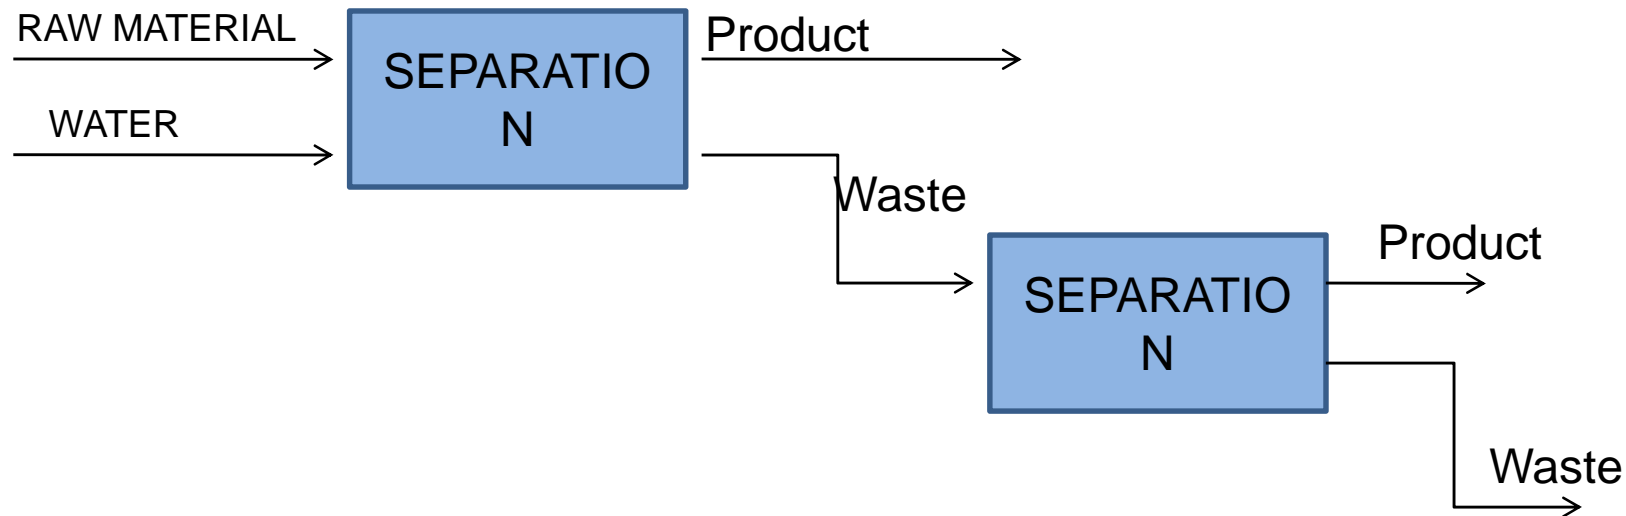 RAW MATERIAL
WATER
SEPARATIO
N
Product
Waste
SEPARATIO
N
Product
Waste